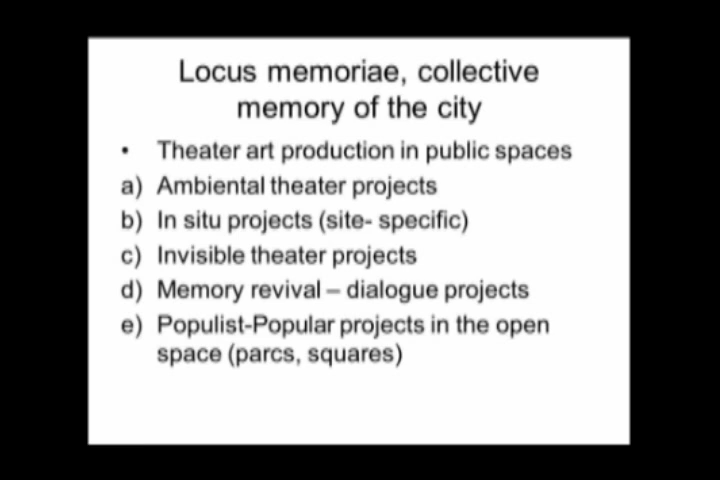 Locus memoriae, collective
memory of the city
• Theater art production in public spaces
a) Ambiental theater projects
b) In situ projects (site- specific)
c) Invisible theater projects
d) Memory revival – dialogue projects
e) Populist-Popular projects in the open
space (parcs, squares)